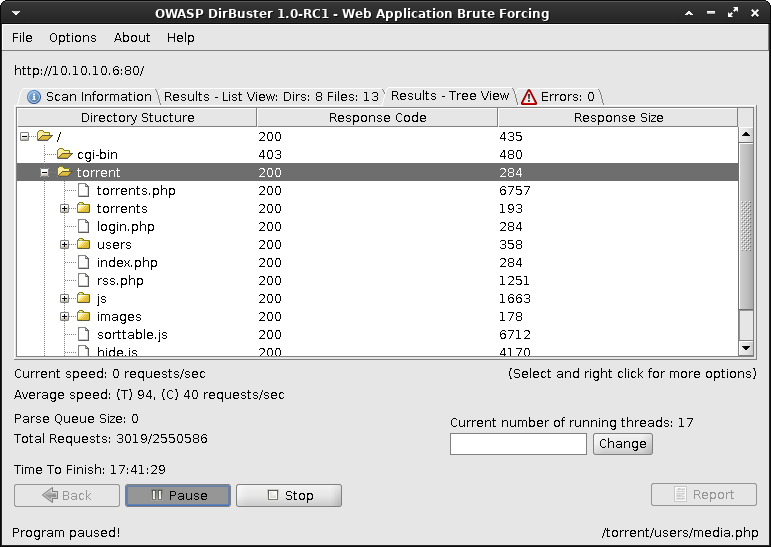 OWASP DirBuster 1.0-RC1 - Web Application Brute Forcing
File Options About Help
http://10.10.10.6:80/
Scan Information Results - List View: Dirs: 8 Files: 13 Results - Tree View Errors: 0
Directory Stucture Response Code Response Size
/ 200 435
cgi-bin 403 480
torrent 200 284
torrents.php 200 6757
torrents 200 193
login.php 200 284
users 200 358
index.php 200 284
rss.php 200 1251
js 200 1663
images 200 178
sorttable.js 200 6712
hide.js 200 4170
Current speed: 0 requests/sec (Select and right click for more options)
Average speed: (T) 94, (C) 40 requests/sec
Parse Queue Size: 0 Current number of running threads: 17
Total Requests: 3019/2550586 Change
Time To Finish: 17:41:29
Back Pause Stop Report
Program paused! /torrent/users/media.php